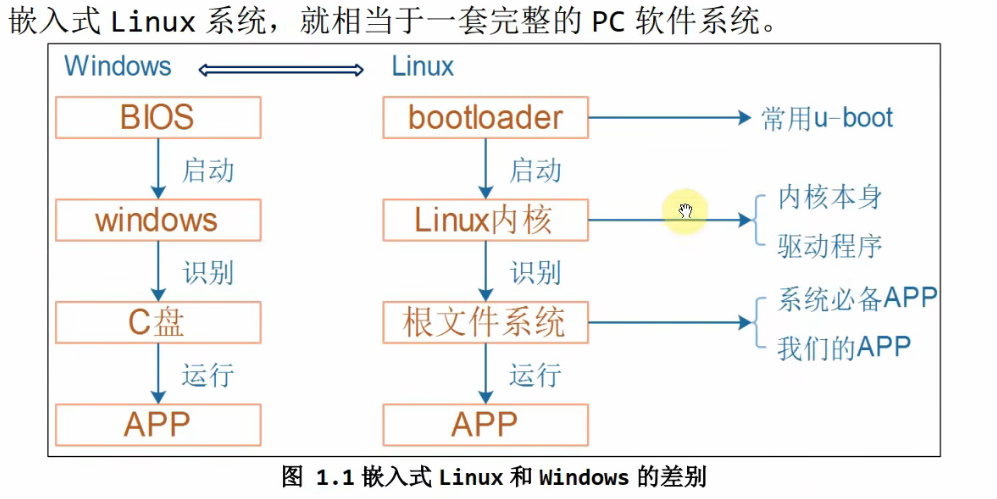 嵌入式 Linux 系统，就相当于一套完整的 PC 软件系统。
Windows
Linux
BIOS
bootloader
常用u-boot
启动
启动
windows
Linux内核
内核本身
驱动程序
识别
识别
C盘
根文件系统
系统必备APP
我们的APP
运行
运行
APP
APP
图 1.1 嵌入式 Linux 和 Windows 的差别